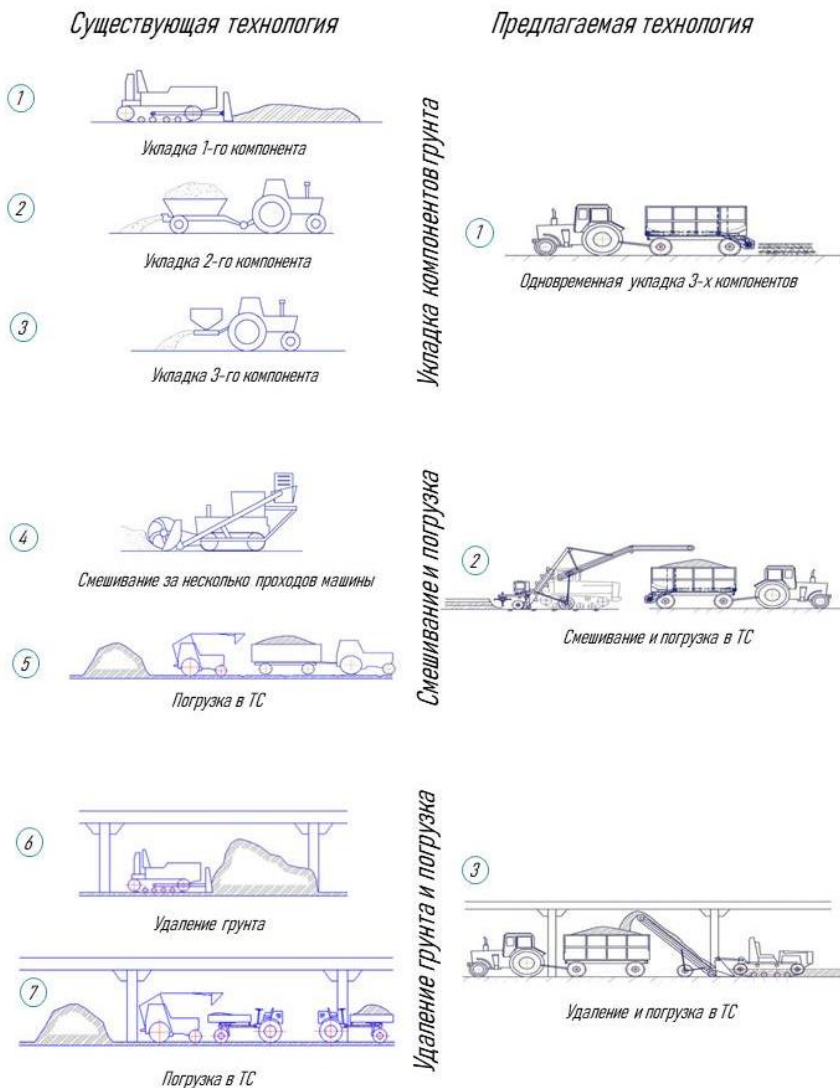 Существующая технология
Предлагаемая технология
1
Укладка 1-го компонента
2
Укладка 2-го компонента
3
Укладка 3-го компонента
Укладка компонентов грунта
1
Одновременная укладка 3-х компонентов
4
Смешивание за несколько проходов машины
5
Погрузка в ТС
Смешивание и погрузка
2
Смешивание и погрузка в ТС
6
Удаление грунта
7
Погрузка в ТС
Удаление грунта и погрузка
3
Удаление и погрузка в ТС